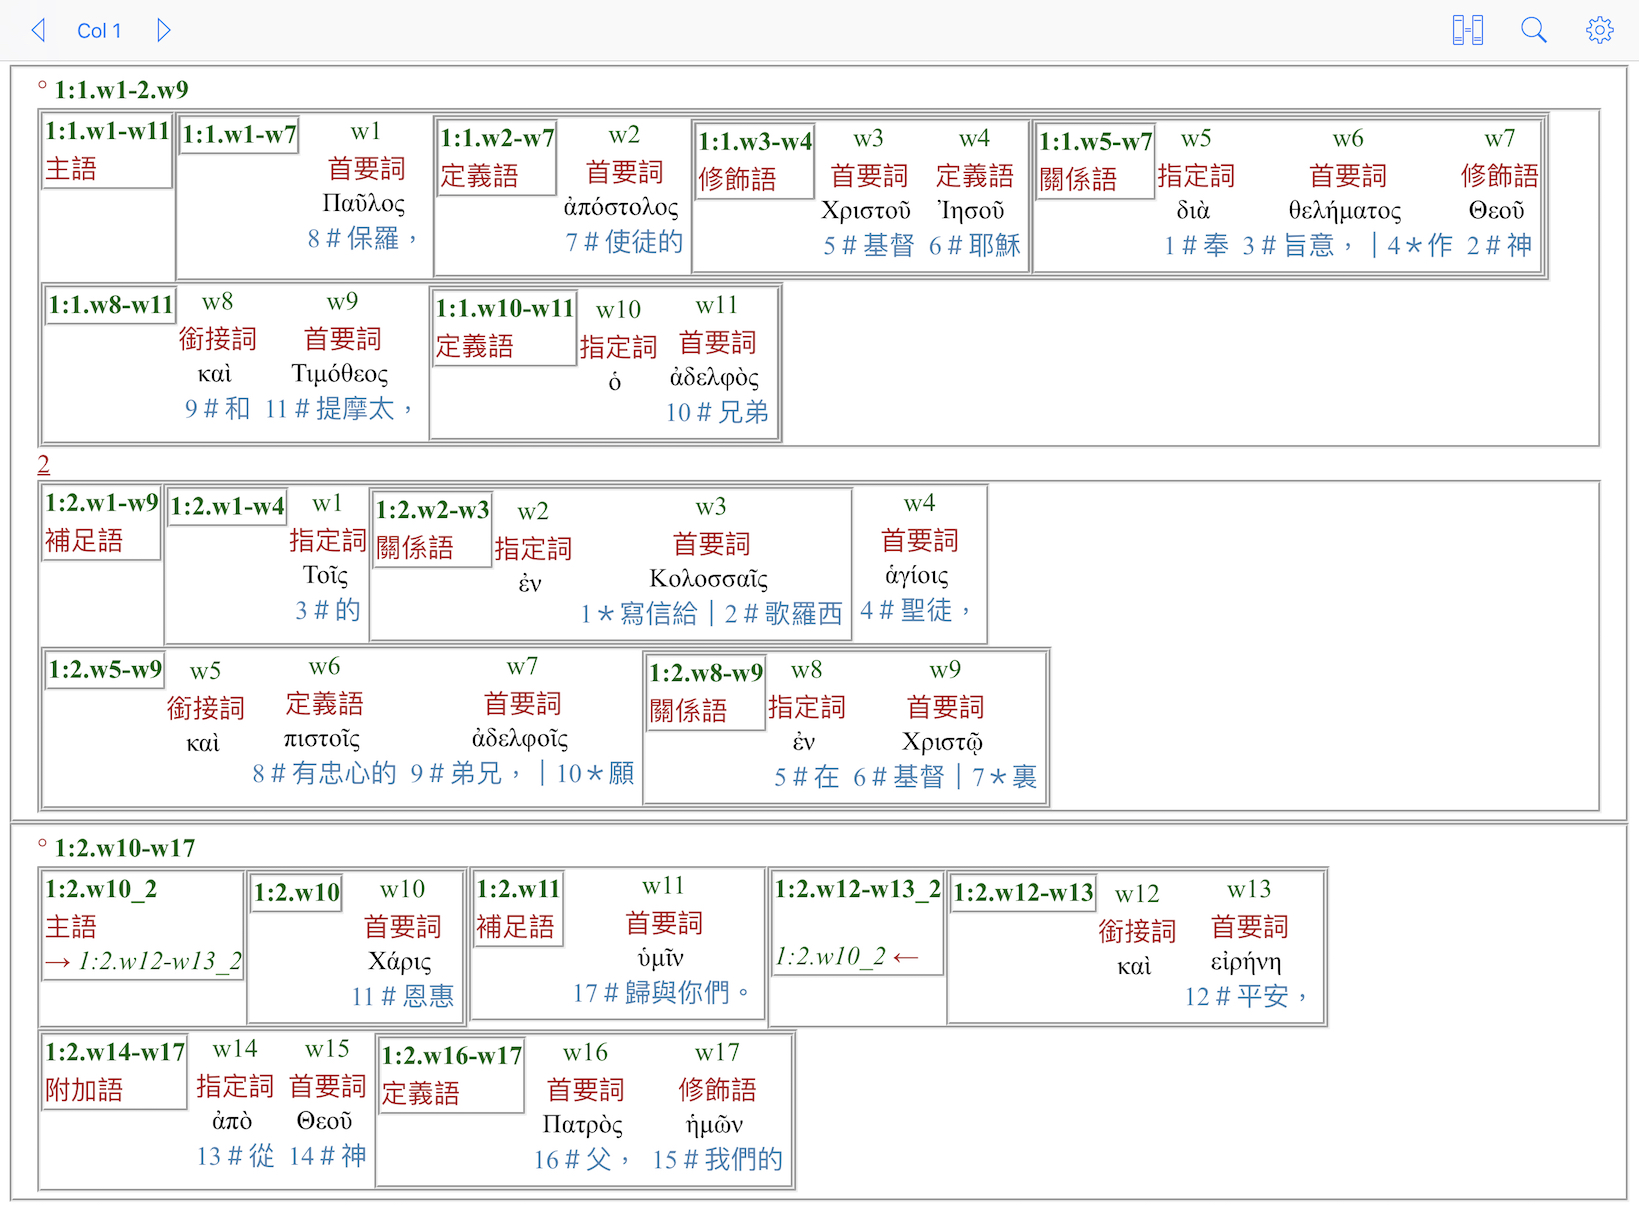 Col 1
° 1:1.w1-2.w9
1:1.w1-w11 1:1.w1-w7 w1 1:1.w2-w7 w2 1:1.w3-w4 w3 w4 1:1.w5-w7 w5 w6 w7
主語 首要詞 定義語 首要詞 修飾語 首要詞 定義語 關係語 指定詞 首要詞 修飾語
Παῦλος ἀπόστολος Χριστοῦ Ἰησοῦ διὰ θελήματος Θεοῦ
8 # 保羅， 7 # 使徒的 5 # 基督 6 # 耶穌 1 # 奉 3 # 旨意，｜4＊作 2 # 神
1:1.w8-w11 w8 w9 1:1.w10-w11 w10 w11
銜接詞 首要詞 定義語 指定詞 首要詞
καὶ Τιμόθεος ὁ ἀδελφὸς
9 # 和 11 # 提摩太， 10 # 兄弟
2
1:2.w1-w9 1:2.w1-w4 w1 1:2.w2-w3 w2 w3 w4
補足語 指定詞 關係語 指定詞 首要詞 首要詞
Τοῖς ἐν Κολοσσαῖς ἁγίοις
3 # 的 1＊寫信給｜2 # 歌羅西 4 # 聖徒，
1:2.w5-w9 w5 w6 w7 1:2.w8-w9 w8 w9
銜接詞 定義語 首要詞 關係語 指定詞 首要詞
καὶ πιστοῖς ἀδελφοῖς ἐν Χριστῷ
8 # 有忠心的 9 # 弟兄，｜10＊願 5 # 在 6 # 基督｜7＊裏
° 1:2.w10-w17
1:2.w10_2 1:2.w10 w10 1:2.w11 w11 1:2.w12-w13_2 1:2.w12-w13 w12 w13
主語 首要詞 補足語 首要詞 銜接詞 首要詞
→ 1:2.w12-w13_2 Χάρις ὑμῖν 1:2.w10_2 ← καὶ εἰρήνη
11 # 恩惠 17 # 歸與你們。 12 # 平安，
1:2.w14-w17 w14 w15 1:2.w16-w17 w16 w17
附加語 指定詞 首要詞 定義語 首要詞 修飾語
ἀπὸ Θεοῦ Πατρὸς ἡμῶν
13 # 從 14 # 神 16 # 父， 15 # 我們的